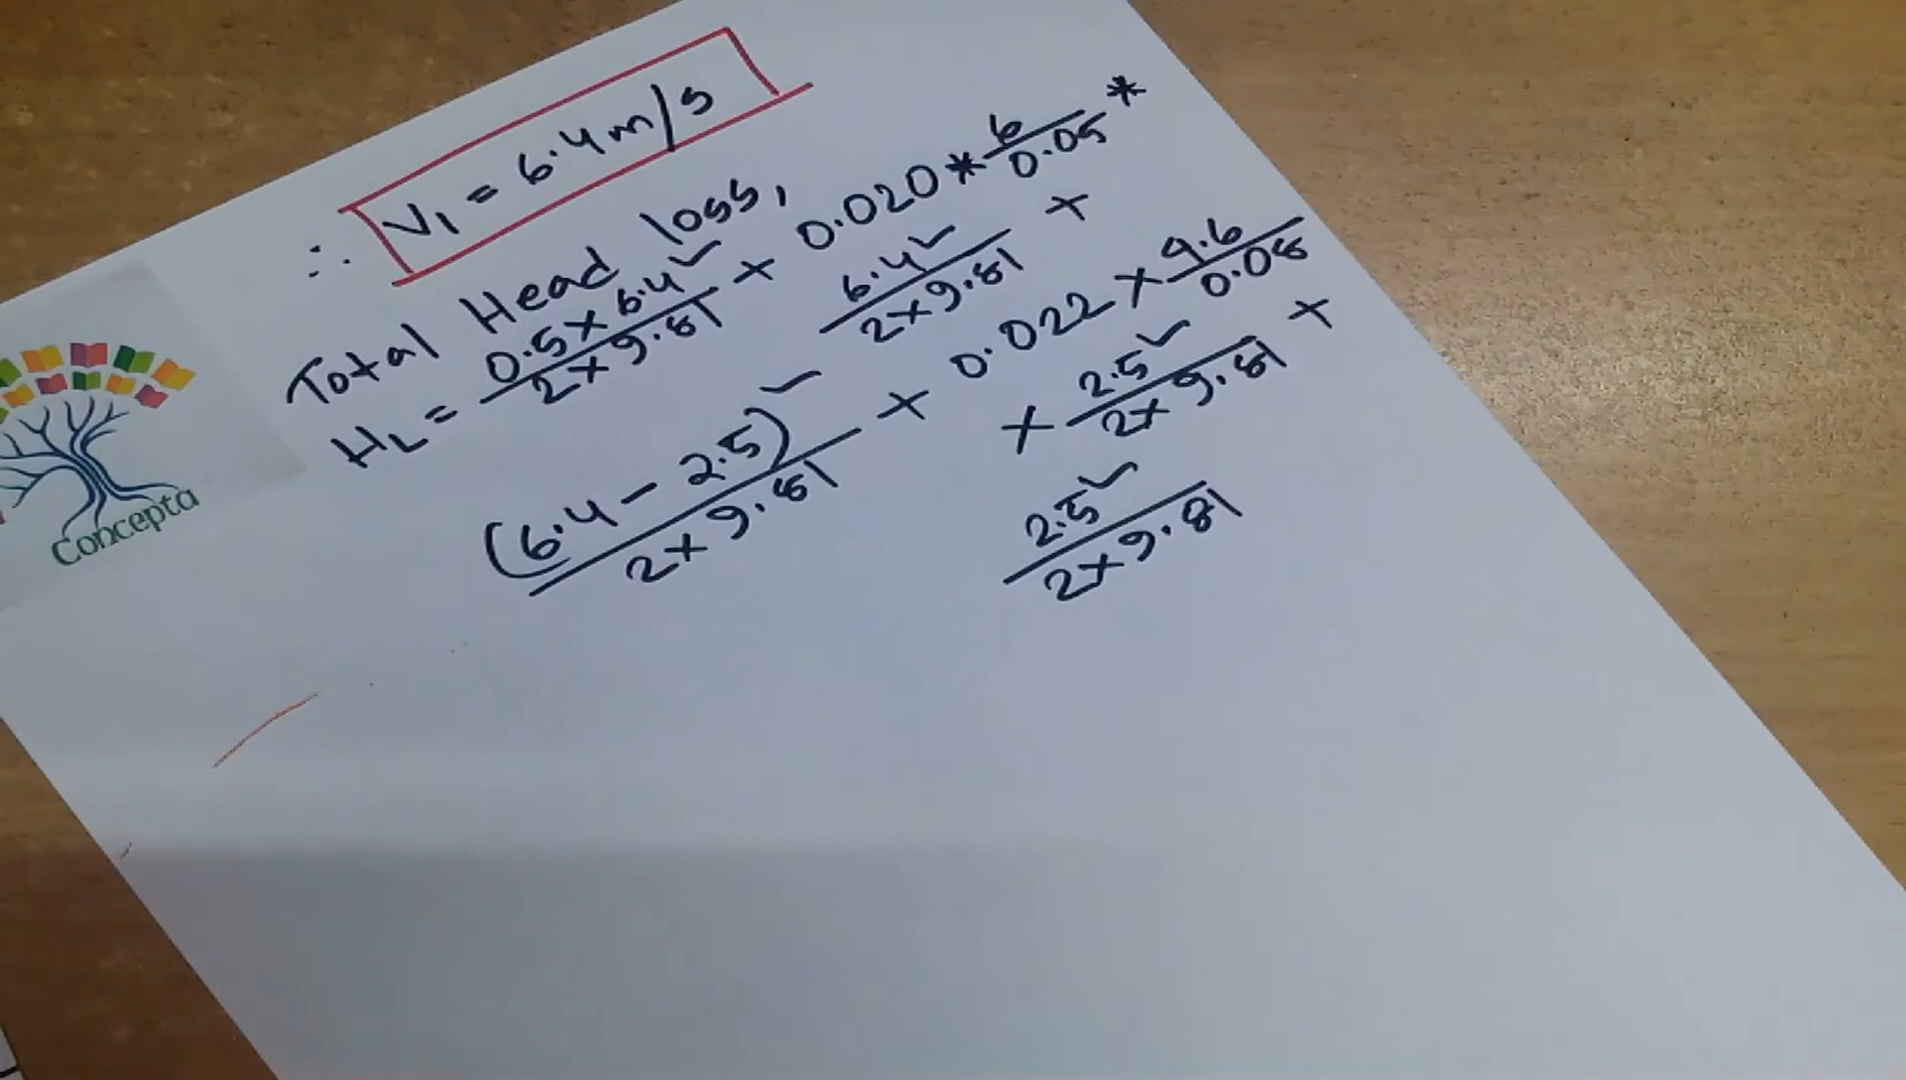 ∴ V₁ = 6.4 m/s
Total Head loss,
H_L = (0.5 × 6.4²)/(2 × 9.81) + 0.020 * 6/0.05 *
6.4²/(2 × 9.81) +
(6.4 - 2.5)²/(2 × 9.81) + 0.022 × 9.6/0.08
× 2.5²/(2 × 9.81) +
2.5²/(2 × 9.81)
Concepta